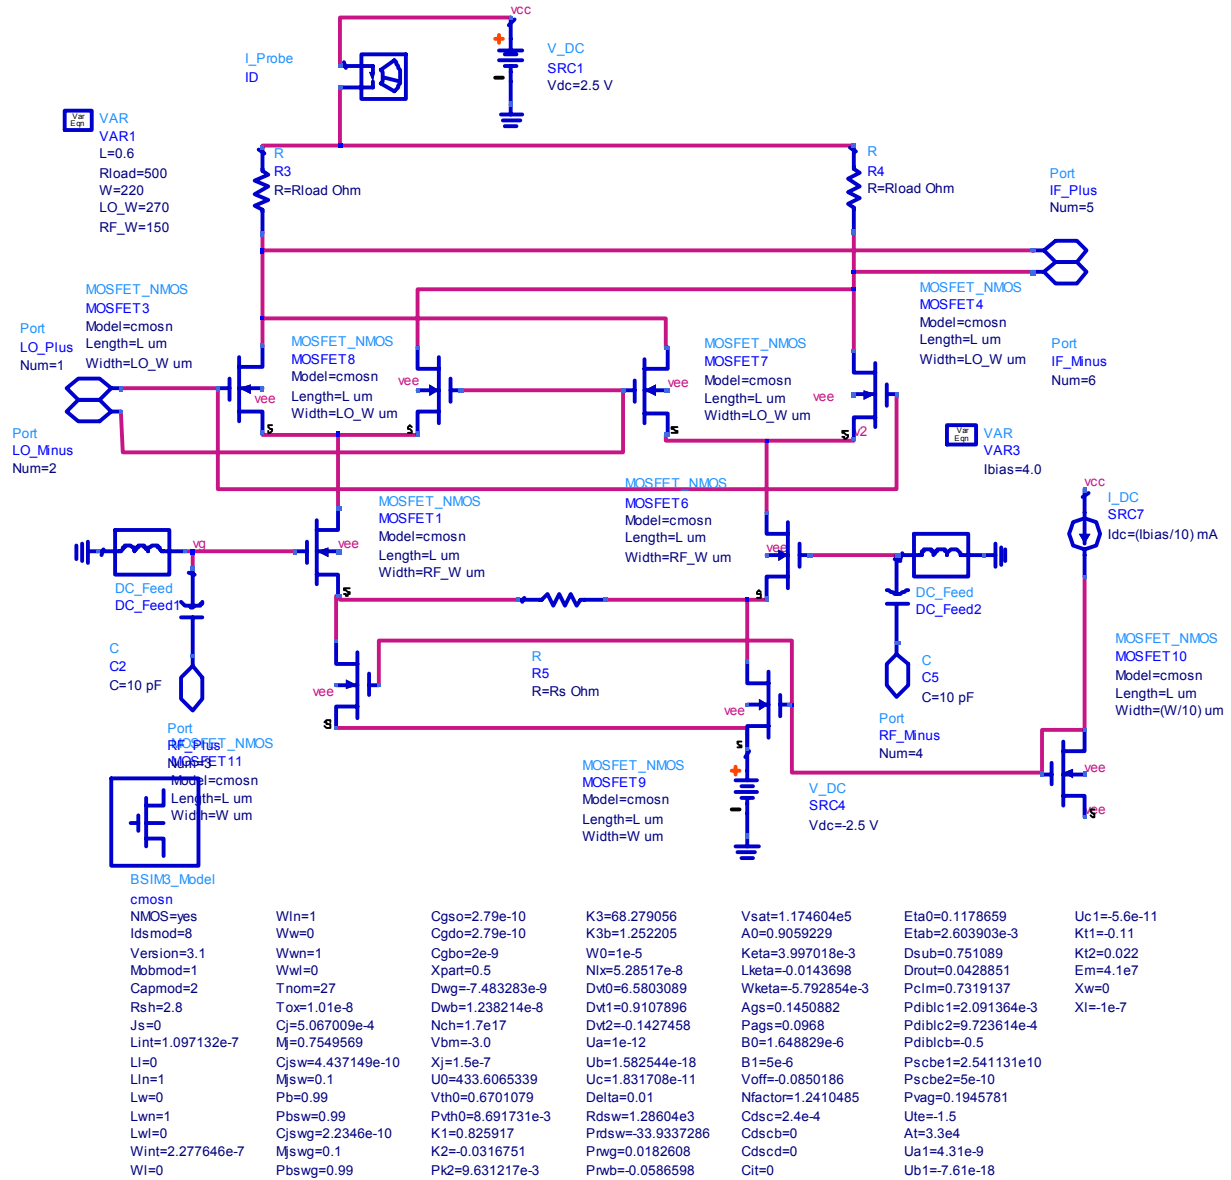 vcc
I_Probe
ID
V_DC
SRC1
Vdc=2.5 V
Var
Eqn
VAR
VAR1
L=0.6
Rload=500
W=220
LO_W=270
RF_W=150
R
R3
R=Rload Ohm
R
R4
R=Rload Ohm
Port
IF_Plus
Num=5
MOSFET_NMOS
MOSFET3
Model=cmosn
Length=L um
Width=LO_W um
Port
LO_Plus
Num=1
MOSFET_NMOS
MOSFET8
Model=cmosn
Length=L um
Width=LO_W um
MOSFET_NMOS
MOSFET7
Model=cmosn
Length=L um
Width=LO_W um
MOSFET_NMOS
MOSFET4
Model=cmosn
Length=L um
Width=LO_W um
Port
IF_Minus
Num=6
vee
vee
vee
vee
S
S
S
S
v2
Port
LO_Minus
Num=2
Var
Eqn
VAR
VAR3
Ibias=4.0
MOSFET_NMOS
MOSFET1
Model=cmosn
Length=L um
Width=RF_W um
MOSFET_NMOS
MOSFET6
Model=cmosn
Length=L um
Width=RF_W um
vcc
I_DC
SRC7
Idc=(Ibias/10) mA
vg
vee
vee
S
S
DC_Feed
DC_Feed1
DC_Feed
DC_Feed2
C
C2
C=10 pF
R
R5
R=Rs Ohm
C
C5
C=10 pF
MOSFET_NMOS
MOSFET10
Model=cmosn
Length=L um
Width=(W/10) um
vee
vee
S
S
Port
RF_Plus
Num=3
MOSFET_NMOS
MOSFET11
Model=cmosn
Length=L um
Width=W um
Port
RF_Minus
Num=4
MOSFET_NMOS
MOSFET9
Model=cmosn
Length=L um
Width=W um
V_DC
SRC4
Vdc=-2.5 V
vee
vee
S
BSIM3_Model
cmosn
NMOS=yes
Idsmod=8
Version=3.1
Mobmod=1
Capmod=2
Rsh=2.8
Js=0
Lint=1.097132e-7
Ll=0
Lln=1
Lw=0
Lwn=1
Lwl=0
Wint=2.277646e-7
Wl=0
Wln=1
Ww=0
Wwn=1
Wwl=0
Tnom=27
Tox=1.01e-8
Cj=5.067009e-4
Mj=0.7549569
Cjsw=4.437149e-10
Mjsw=0.1
Pb=0.99
Pbsw=0.99
Cjswg=2.2346e-10
Mjswg=0.1
Pbswg=0.99
Cgso=2.79e-10
Cgdo=2.79e-10
Cgbo=2e-9
Xpart=0.5
Dwg=-7.483283e-9
Dwb=1.238214e-8
Nch=1.7e17
Vbm=-3.0
Xj=1.5e-7
U0=433.6065339
Vth0=0.6701079
Pvth0=8.691731e-3
K1=0.825917
K2=-0.0316751
Pk2=9.631217e-3
K3=68.279056
K3b=1.252205
W0=1e-5
Nlx=5.28517e-8
Dvt0=6.5803089
Dvt1=0.9107896
Dvt2=-0.1427458
Ua=1e-12
Ub=1.582544e-18
Uc=1.831708e-11
Delta=0.01
Rdsw=1.28604e3
Prdsw=-33.9337286
Prwg=0.0182608
Prwb=-0.0586598
Vsat=1.174604e5
A0=0.9059229
Keta=3.997018e-3
Lketa=-0.0143698
Wketa=-5.792854e-3
Ags=0.1450882
Pags=0.0968
B0=1.648829e-6
B1=5e-6
Voff=-0.0850186
Nfactor=1.2410485
Cdsc=2.4e-4
Cdscb=0
Cdscd=0
Cit=0
Eta0=0.1178659
Etab=2.603903e-3
Dsub=0.751089
Drout=0.0428851
Pclm=0.7319137
Pdiblc1=2.091364e-3
Pdiblc2=9.723614e-4
Pdiblcb=-0.5
Pscbe1=2.541131e10
Pscbe2=5e-10
Pvag=0.1945781
Ute=-1.5
At=3.3e4
Ua1=4.31e-9
Ub1=-7.61e-18
Uc1=-5.6e-11
Kt1=-0.11
Kt2=0.022
Em=4.1e7
Xw=0
Xl=-1e-7